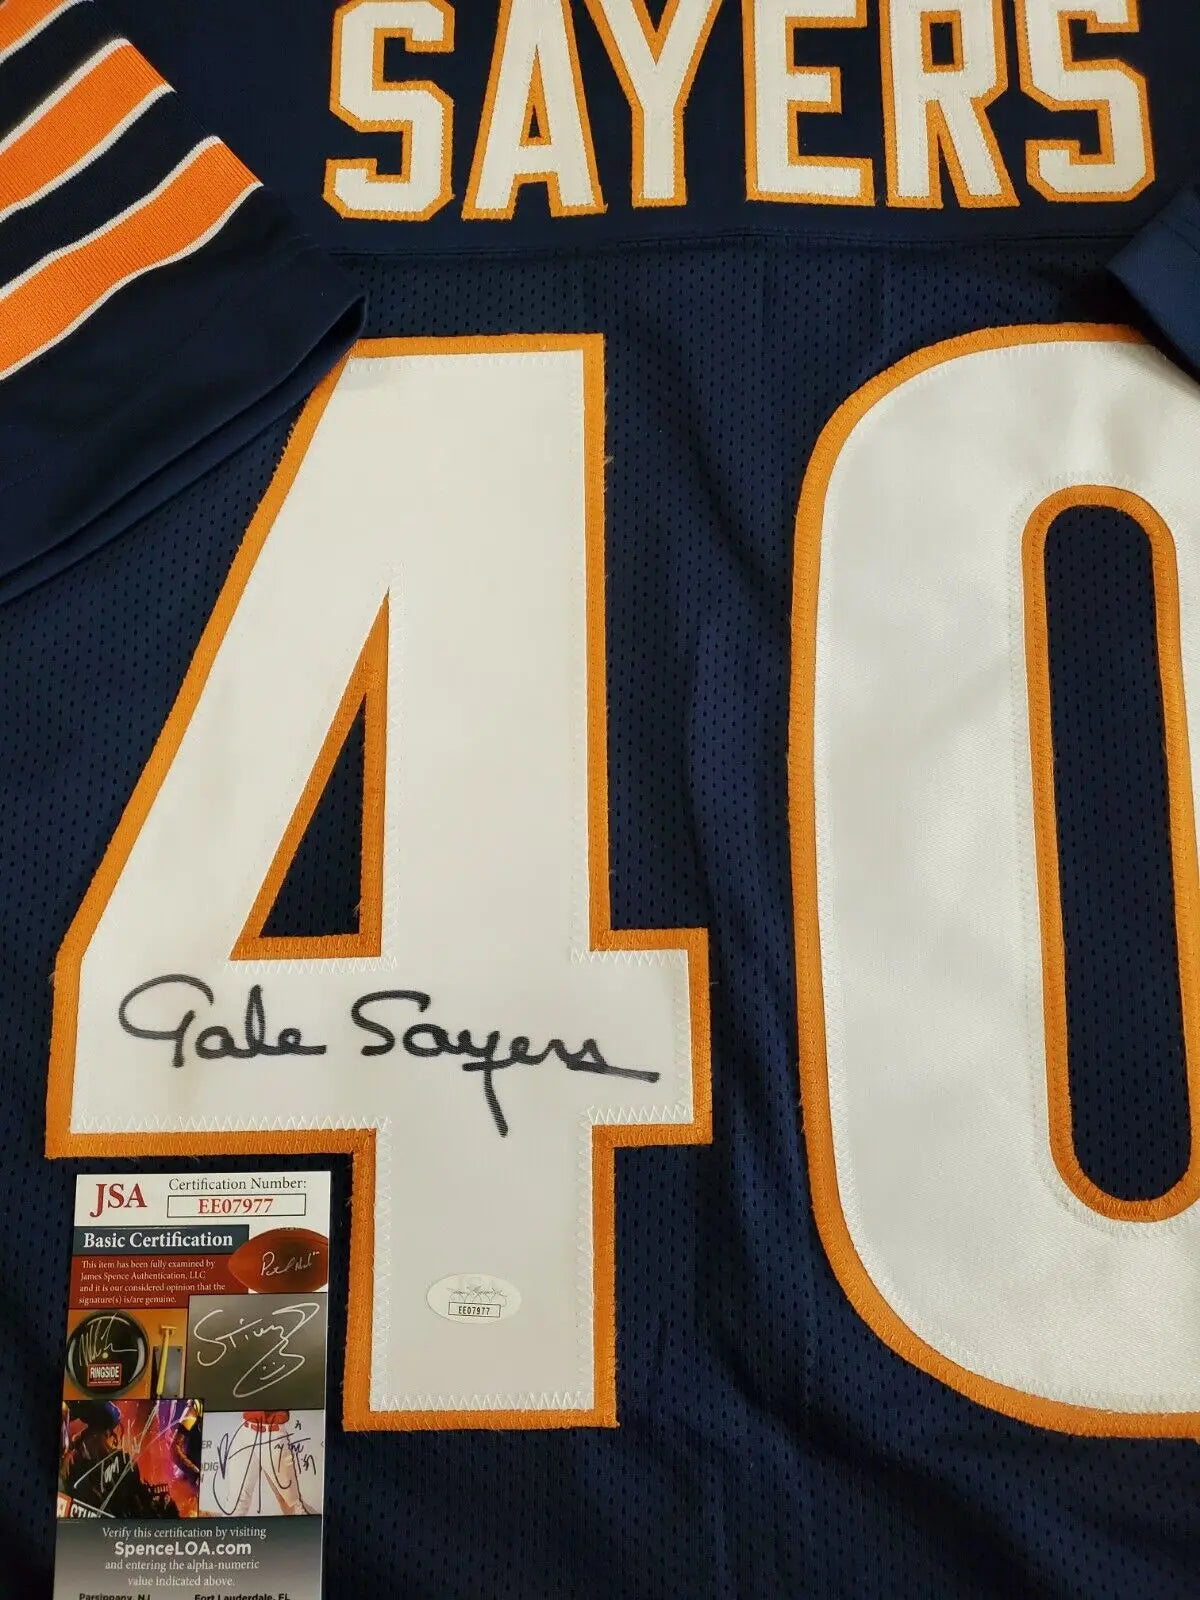 SAYERS
40
Gale Sayers
JSA
Certification Number:
EE07977
Basic Certification
This item has been fully examined by
James Spence Authentication, LLC
and it is our considered opinion that the
signature(s) is/are genuine.
EE07977
RINGSIDE
Verify this certification by visiting
SpenceLOA.com
and entering the alpha-numeric
value indicated above.
Parsippany, NJ Fort Lauderdale, FL